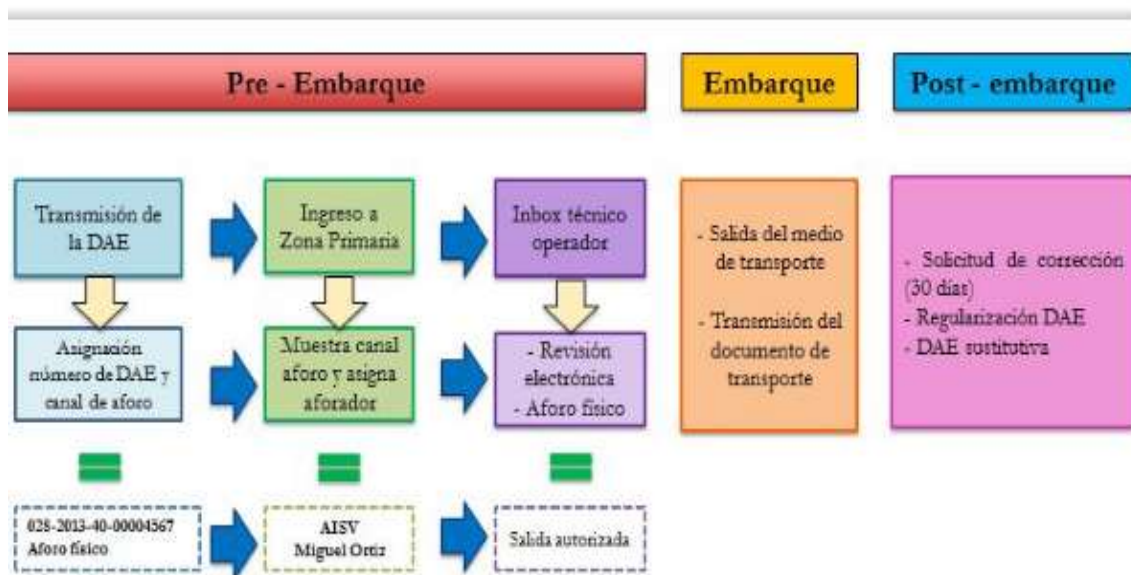 Pre - Embarque
Embarque
Post - embarque
Transmisión de
la DAE
Ingreso a
Zona Primaria
Inbox técnico
operador
Asignación
número de DAE y
canal de aforo
Muestra canal
aforo y asigna
aforador
- Revisión
electrónica
- Aforo físico
028-2013-40-00004567
Aforo físico
AISV
Miguel Ortiz
Salida autorizada
- Salida del medio
de transporte
- Transmisión del
documento de
transporte
- Solicitud de corrección
(30 días)
- Regularización DAE
- DAE sustitutiva